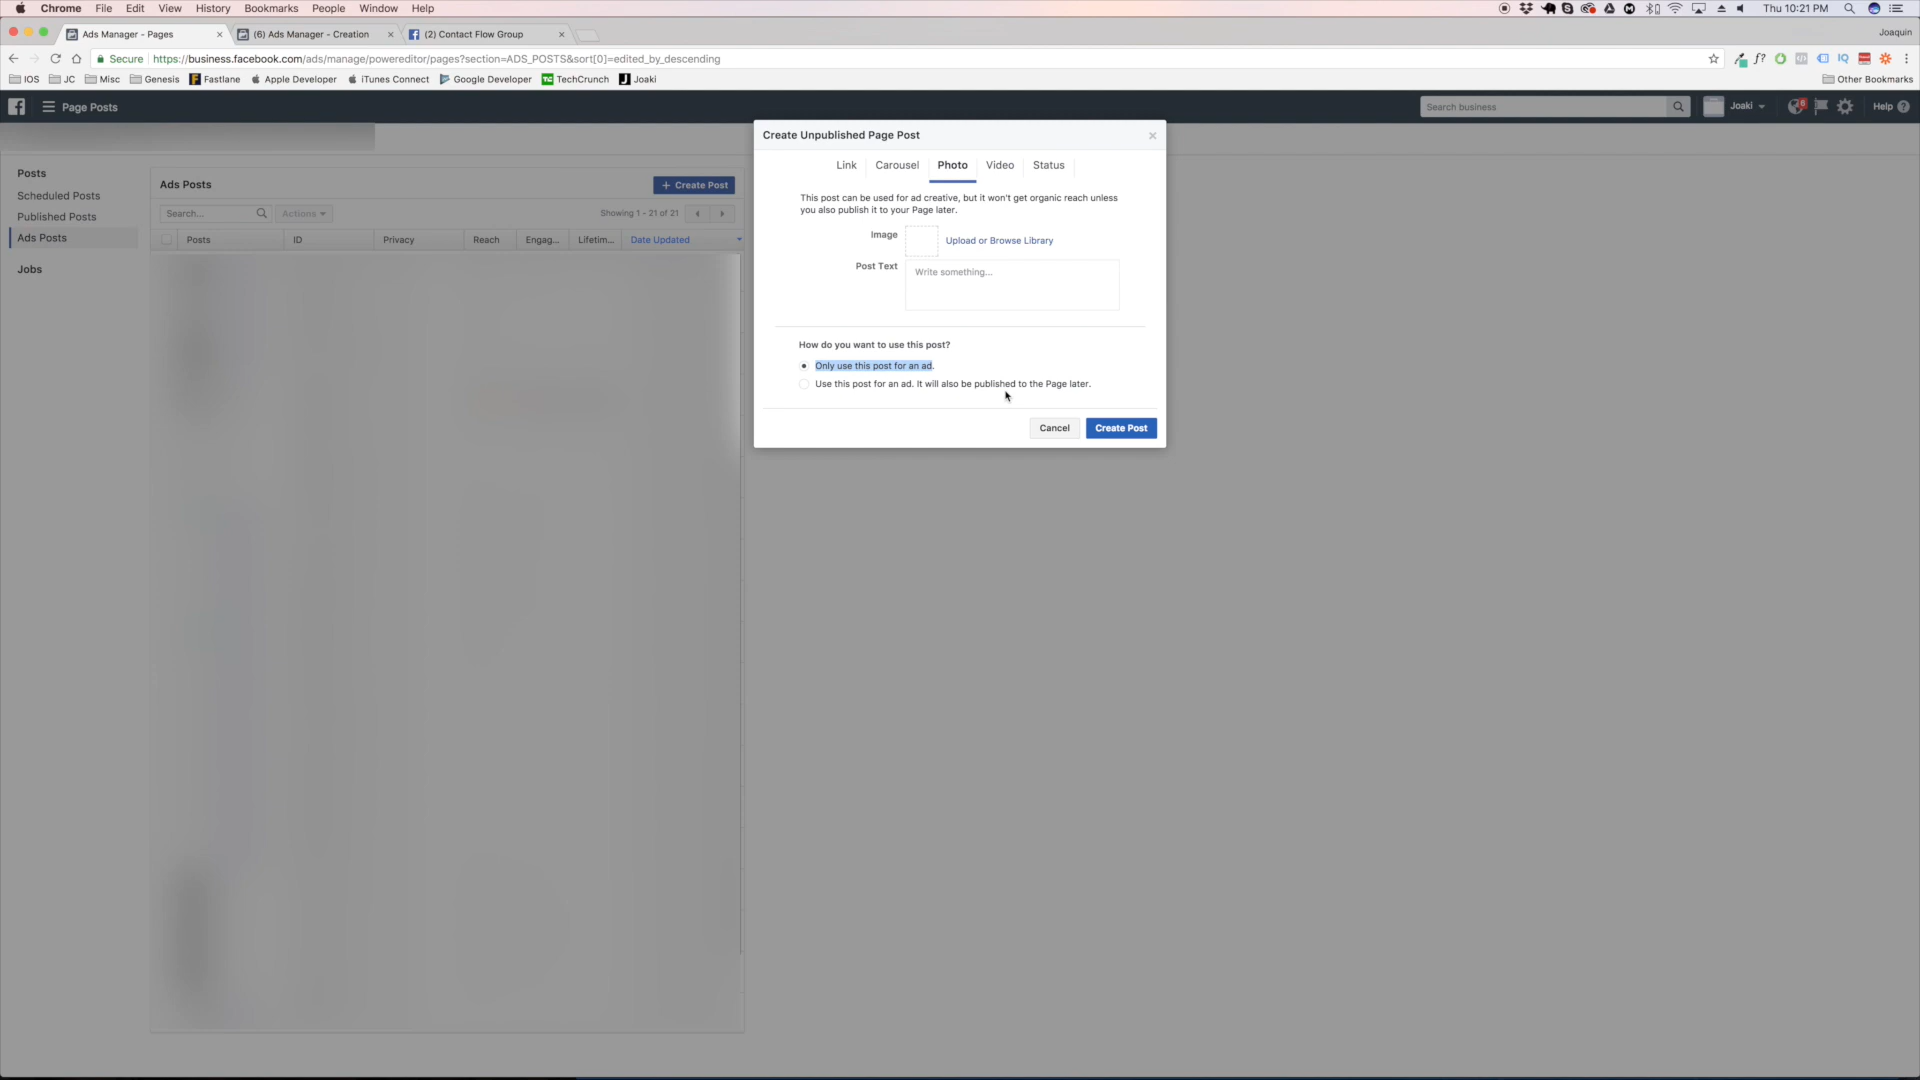 Chrome File Edit View History Bookmarks People Window Help Thu 10:21 PM
Ads Manager - Pages (6) Ads Manager - Creation (2) Contact Flow Group Joaquin
Secure https://business.facebook.com/ads/manage/powereditor/pages?section=ADS_POSTS&sort[0]=edited_by_descending
IOS JC Misc Genesis Fastlane Apple Developer iTunes Connect Google Developer TechCrunch Joaki Other Bookmarks
Page Posts Search business Joaki 6 Help
Create Unpublished Page Post
Link Carousel Photo Video Status
Posts
Scheduled Posts
Published Posts
Ads Posts
Jobs
Ads Posts + Create Post
Search... Actions Showing 1 - 21 of 21
Posts ID Privacy Reach Engag... Lifetim... Date Updated
This post can be used for ad creative, but it won't get organic reach unless
you also publish it to your Page later.
Image Upload or Browse Library
Post Text Write something...
How do you want to use this post?
Only use this post for an ad.
Use this post for an ad. It will also be published to the Page later.
Cancel Create Post